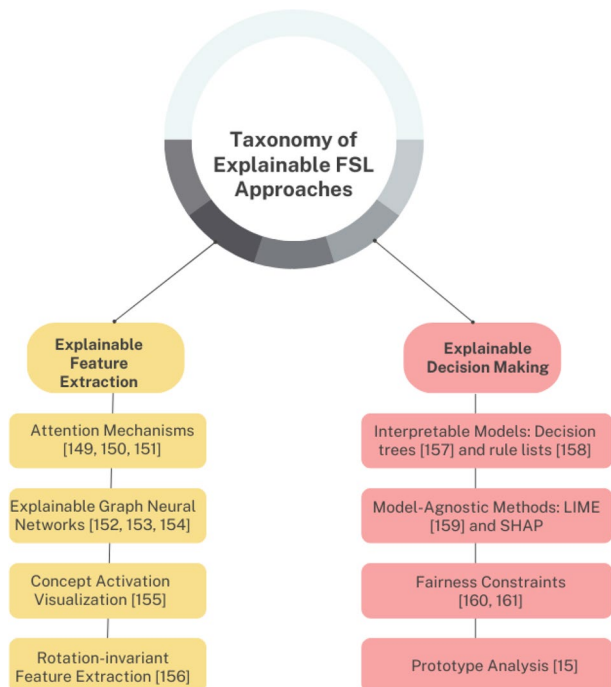 Taxonomy of
Explainable FSL
Approaches
Explainable
Feature
Extraction
Attention Mechanisms
[149, 150, 151]
Explainable Graph Neural
Networks [152, 153, 154]
Concept Activation
Visualization [155]
Rotation-invariant
Feature Extraction [156]
Explainable
Decision Making
Interpretable Models: Decision
trees [157] and rule lists [158]
Model-Agnostic Methods: LIME
[159] and SHAP
Fairness Constraints
[160, 161]
Prototype Analysis [15]